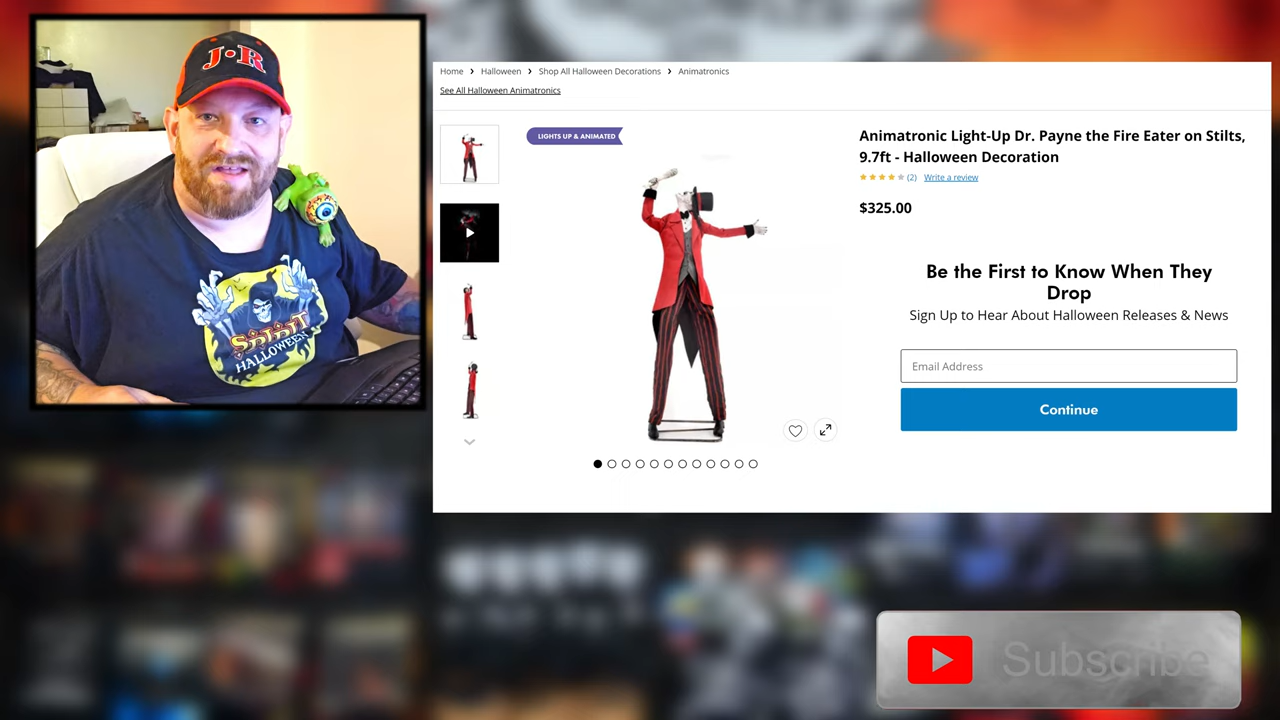 J·R
SPIRIT
HALLOWEEN
Home > Halloween > Shop All Halloween Decorations > Animatronics
See All Halloween Animatronics
LIGHTS UP & ANIMATED
Animatronic Light-Up Dr. Payne the Fire Eater on Stilts,
9.7ft - Halloween Decoration
(2) Write a review
$325.00
Be the First to Know When They
Drop
Sign Up to Hear About Halloween Releases & News
Email Address
Continue
Subscribe